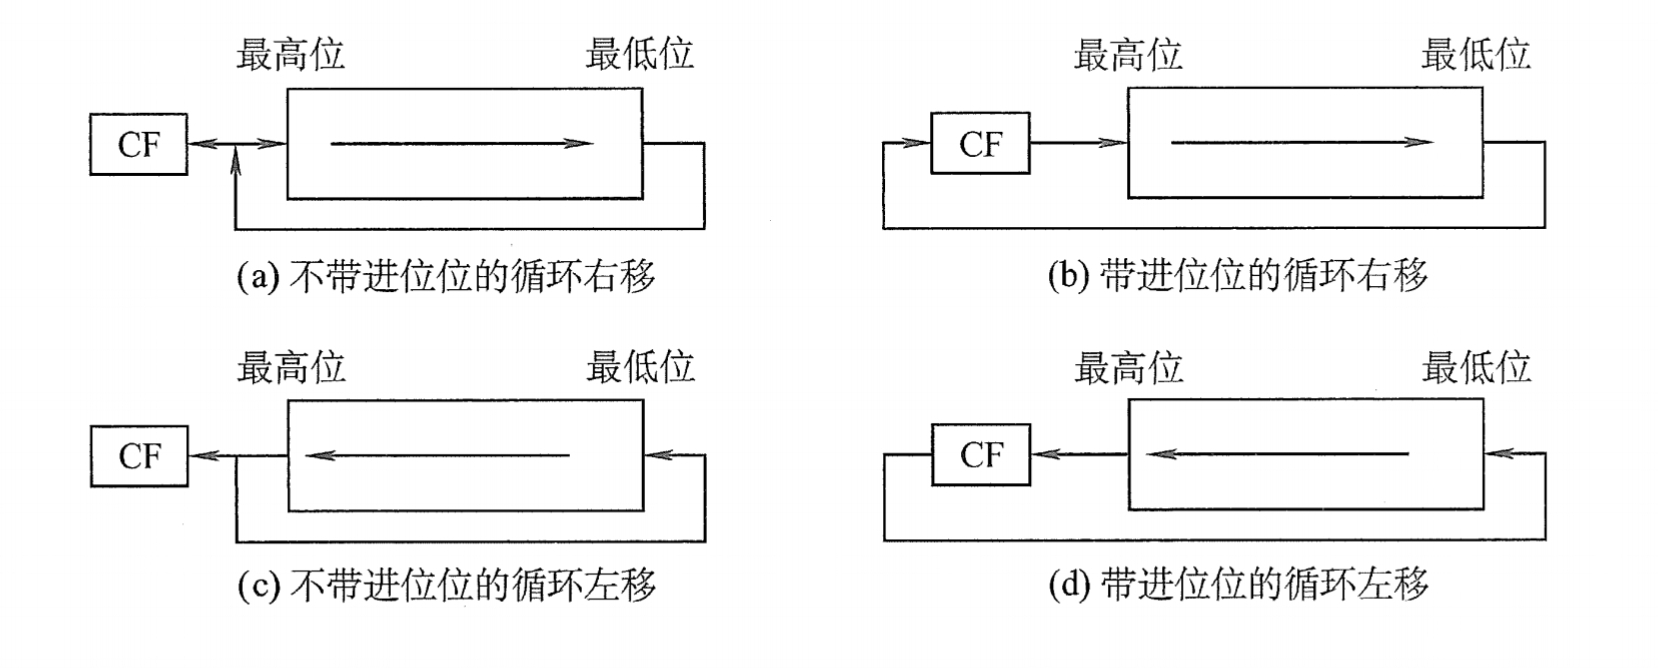 最高位 最低位
CF
(a) 不带进位位的循环右移
最高位 最低位
CF
(b) 带进位位的循环右移
最高位 最低位
CF
(c) 不带进位位的循环左移
最高位 最低位
CF
(d) 带进位位的循环左移